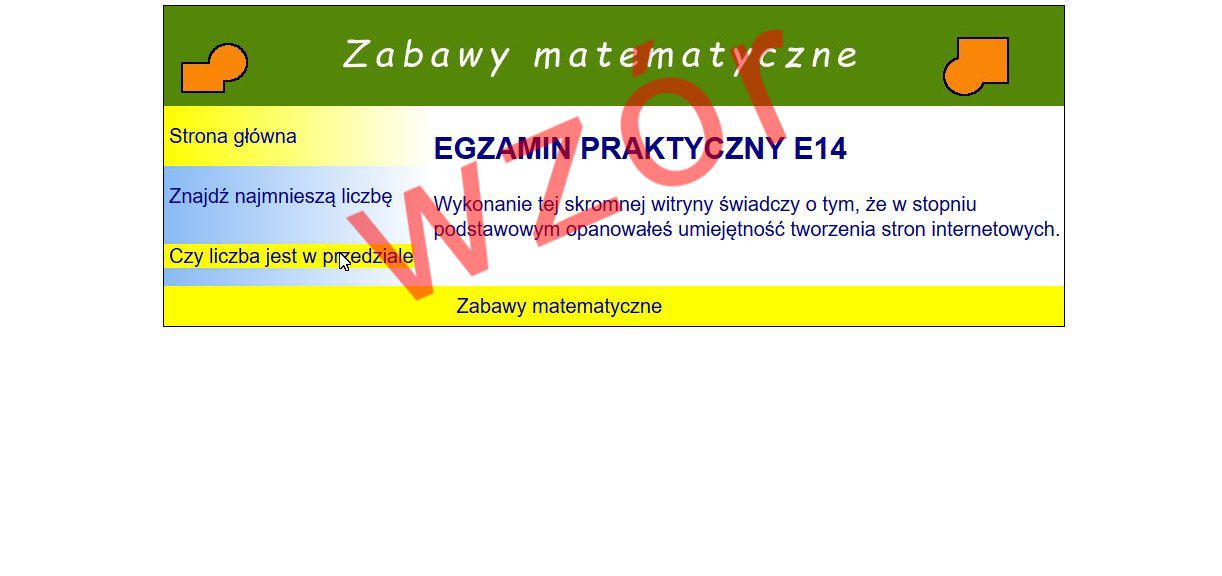 Zabawy matematyczne
Strona główna
Znajdź najmnieszą liczbę
Czy liczba jest w przedziale
EGZAMIN PRAKTYCZNY E14
Wykonanie tej skromnej witryny świadczy o tym, że w stopniu
podstawowym opanowałeś umiejętność tworzenia stron internetowych.
Zabawy matematyczne
wzór